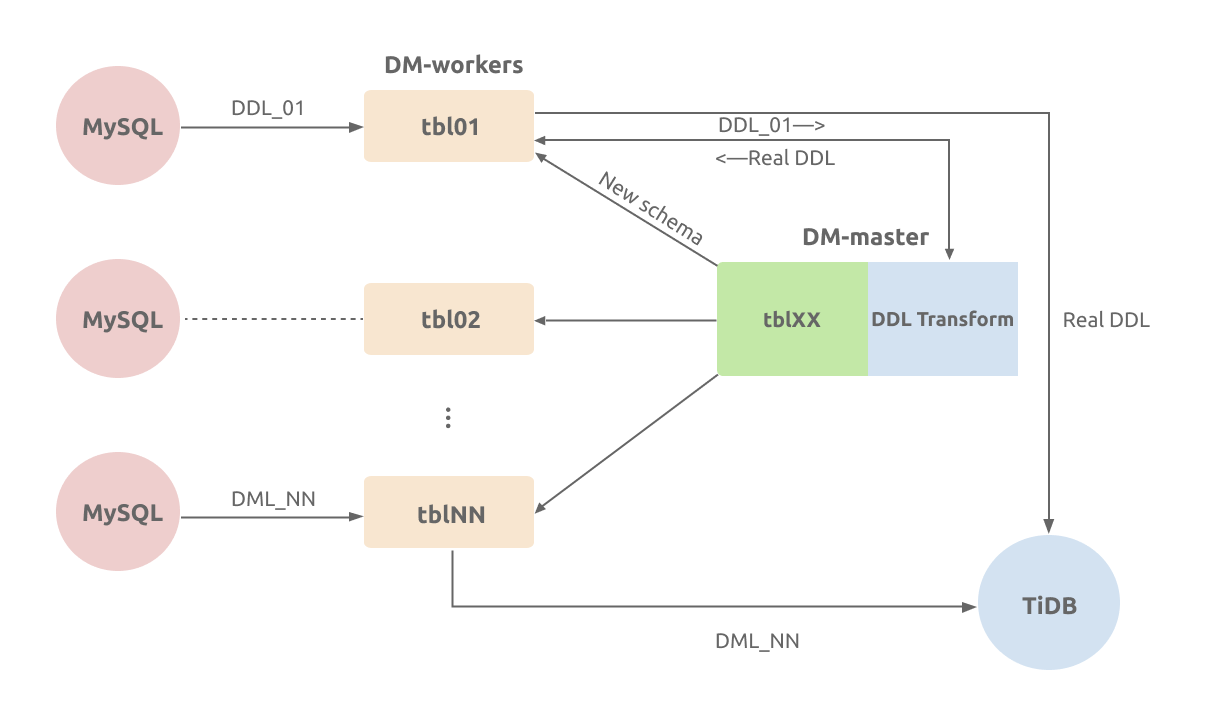 DM-workers
MySQL
DDL_01
tbl01
DDL_01—>
<—Real DDL
New schema
DM-master
MySQL
tbl02
tblXX
DDL Transform
Real DDL
MySQL
DML_NN
tblNN
TiDB
DML_NN